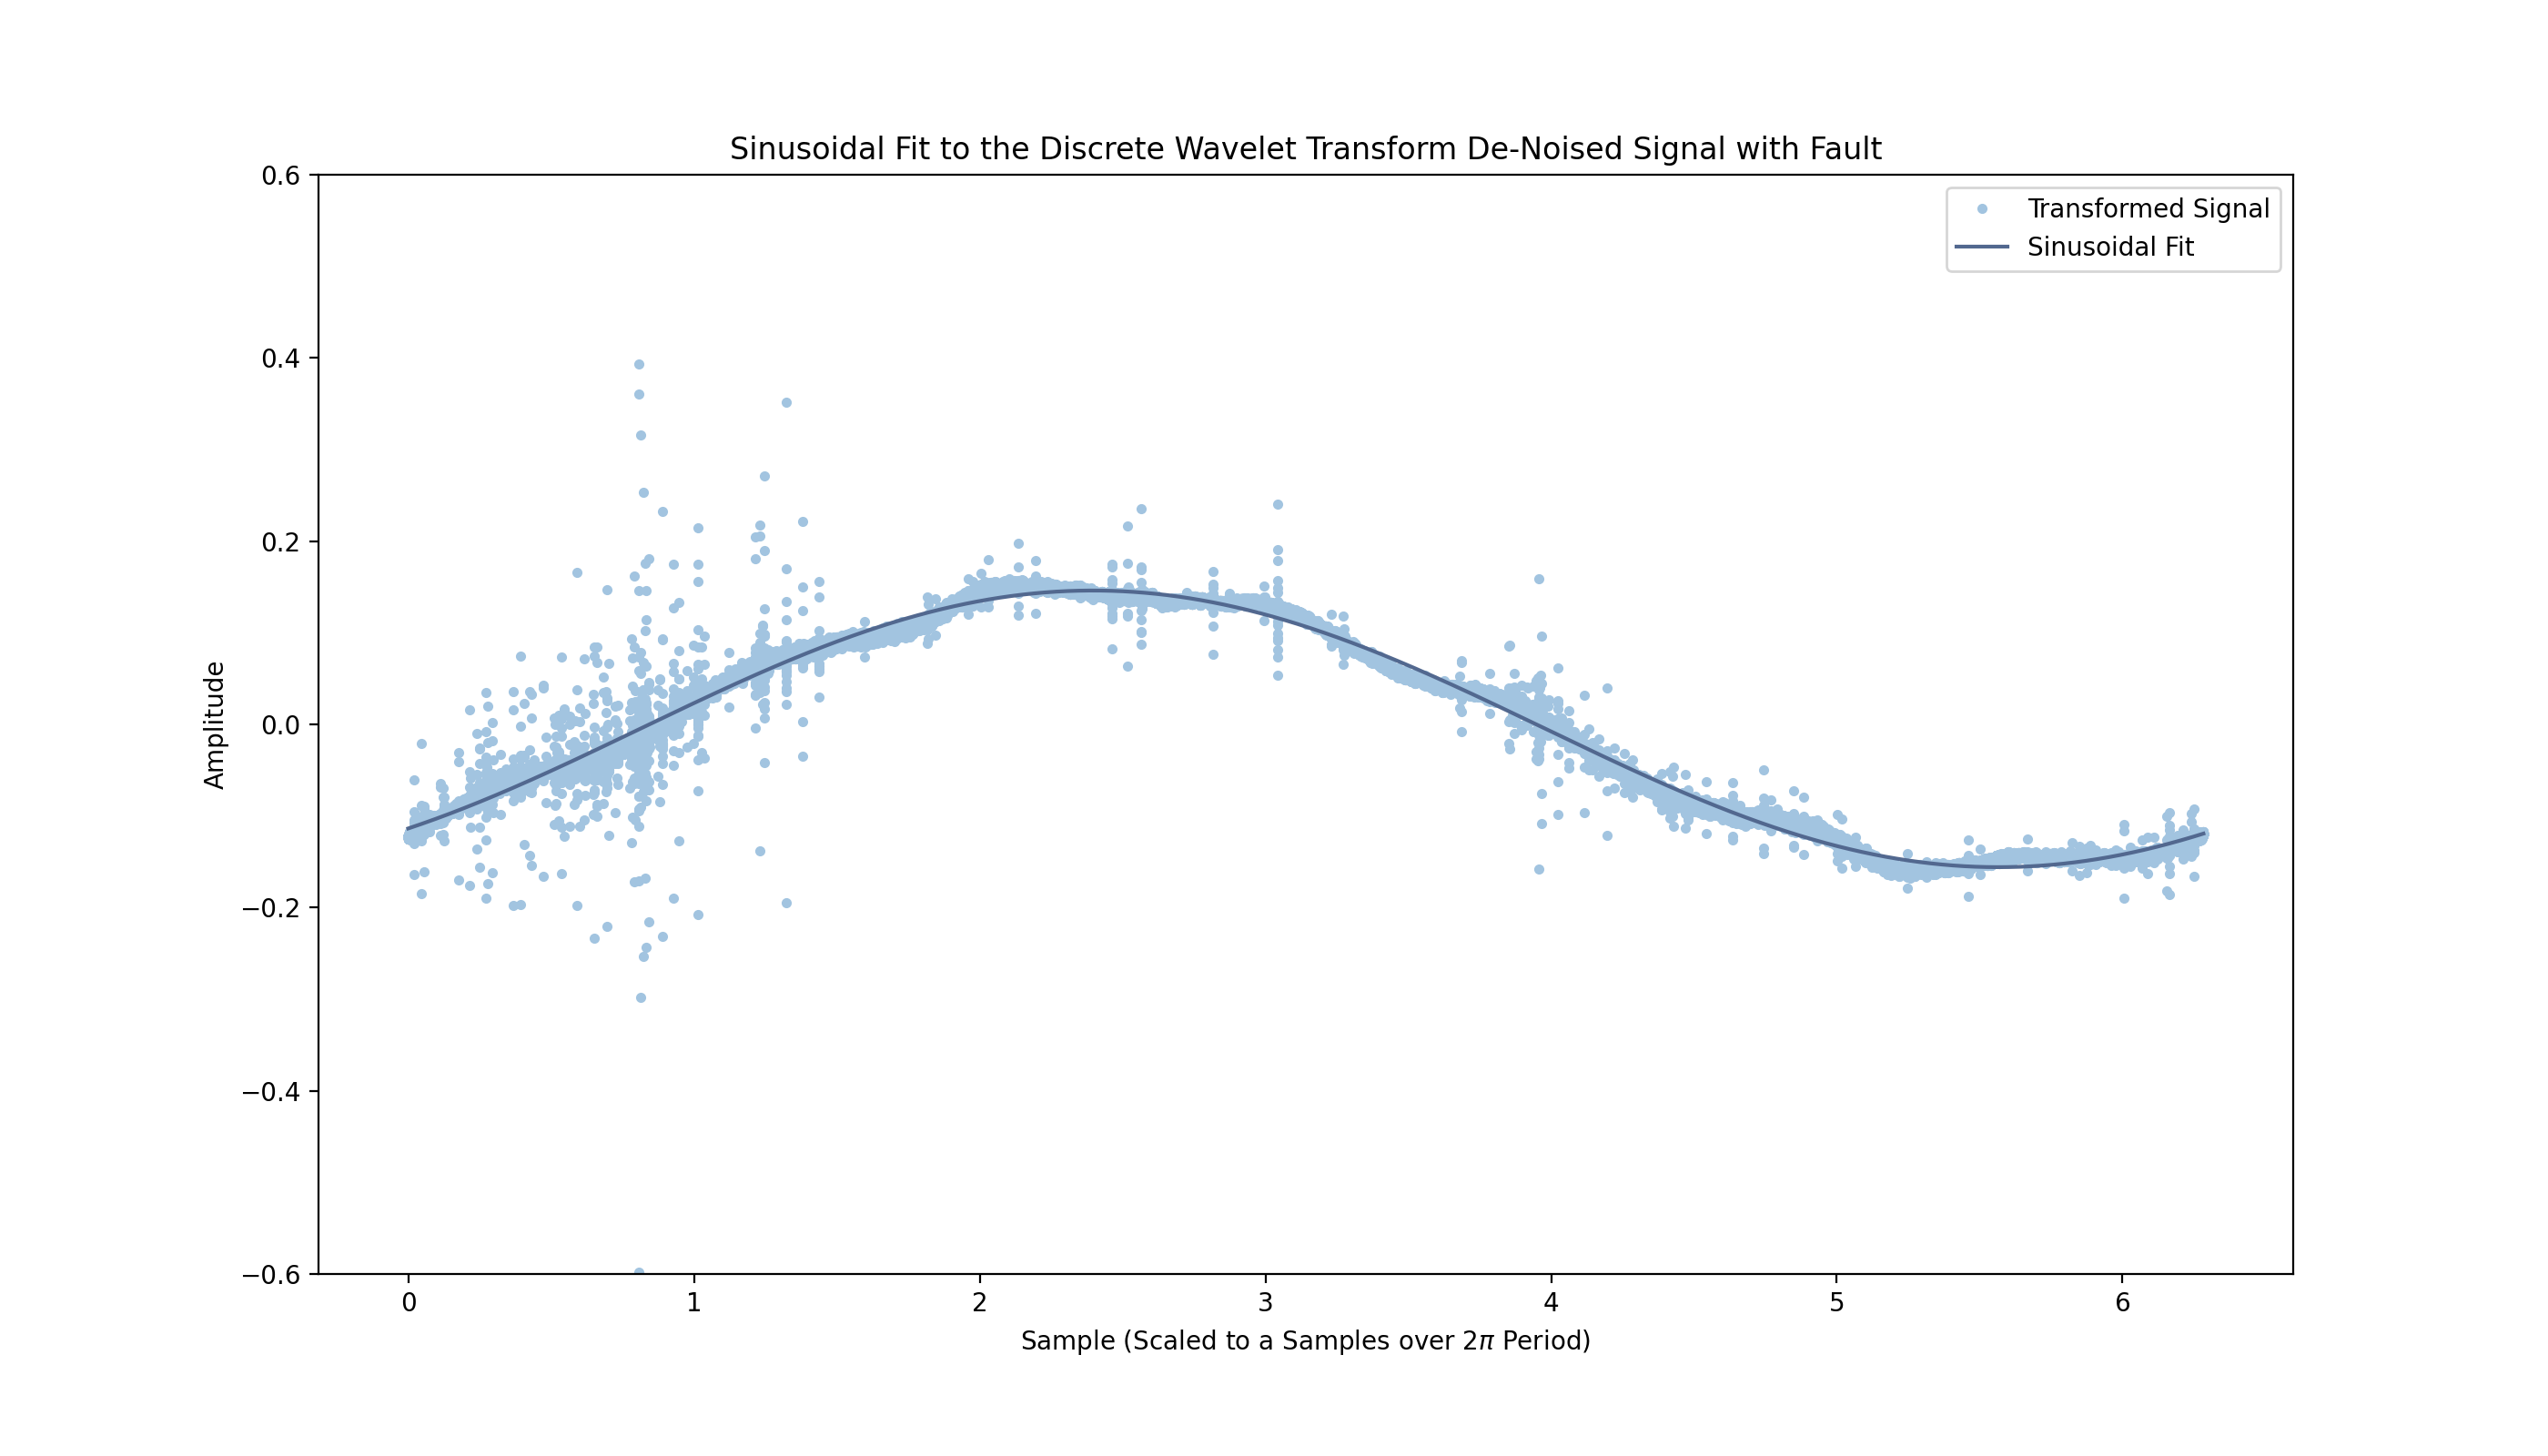 Sinusoidal Fit to the Discrete Wavelet Transform De-Noised Signal with Fault
Transformed Signal
Sinusoidal Fit
0.6
0.4
0.2
0.0
−0.2
−0.4
−0.6
Amplitude
0 1 2 3 4 5 6
Sample (Scaled to a Samples over 2π Period)